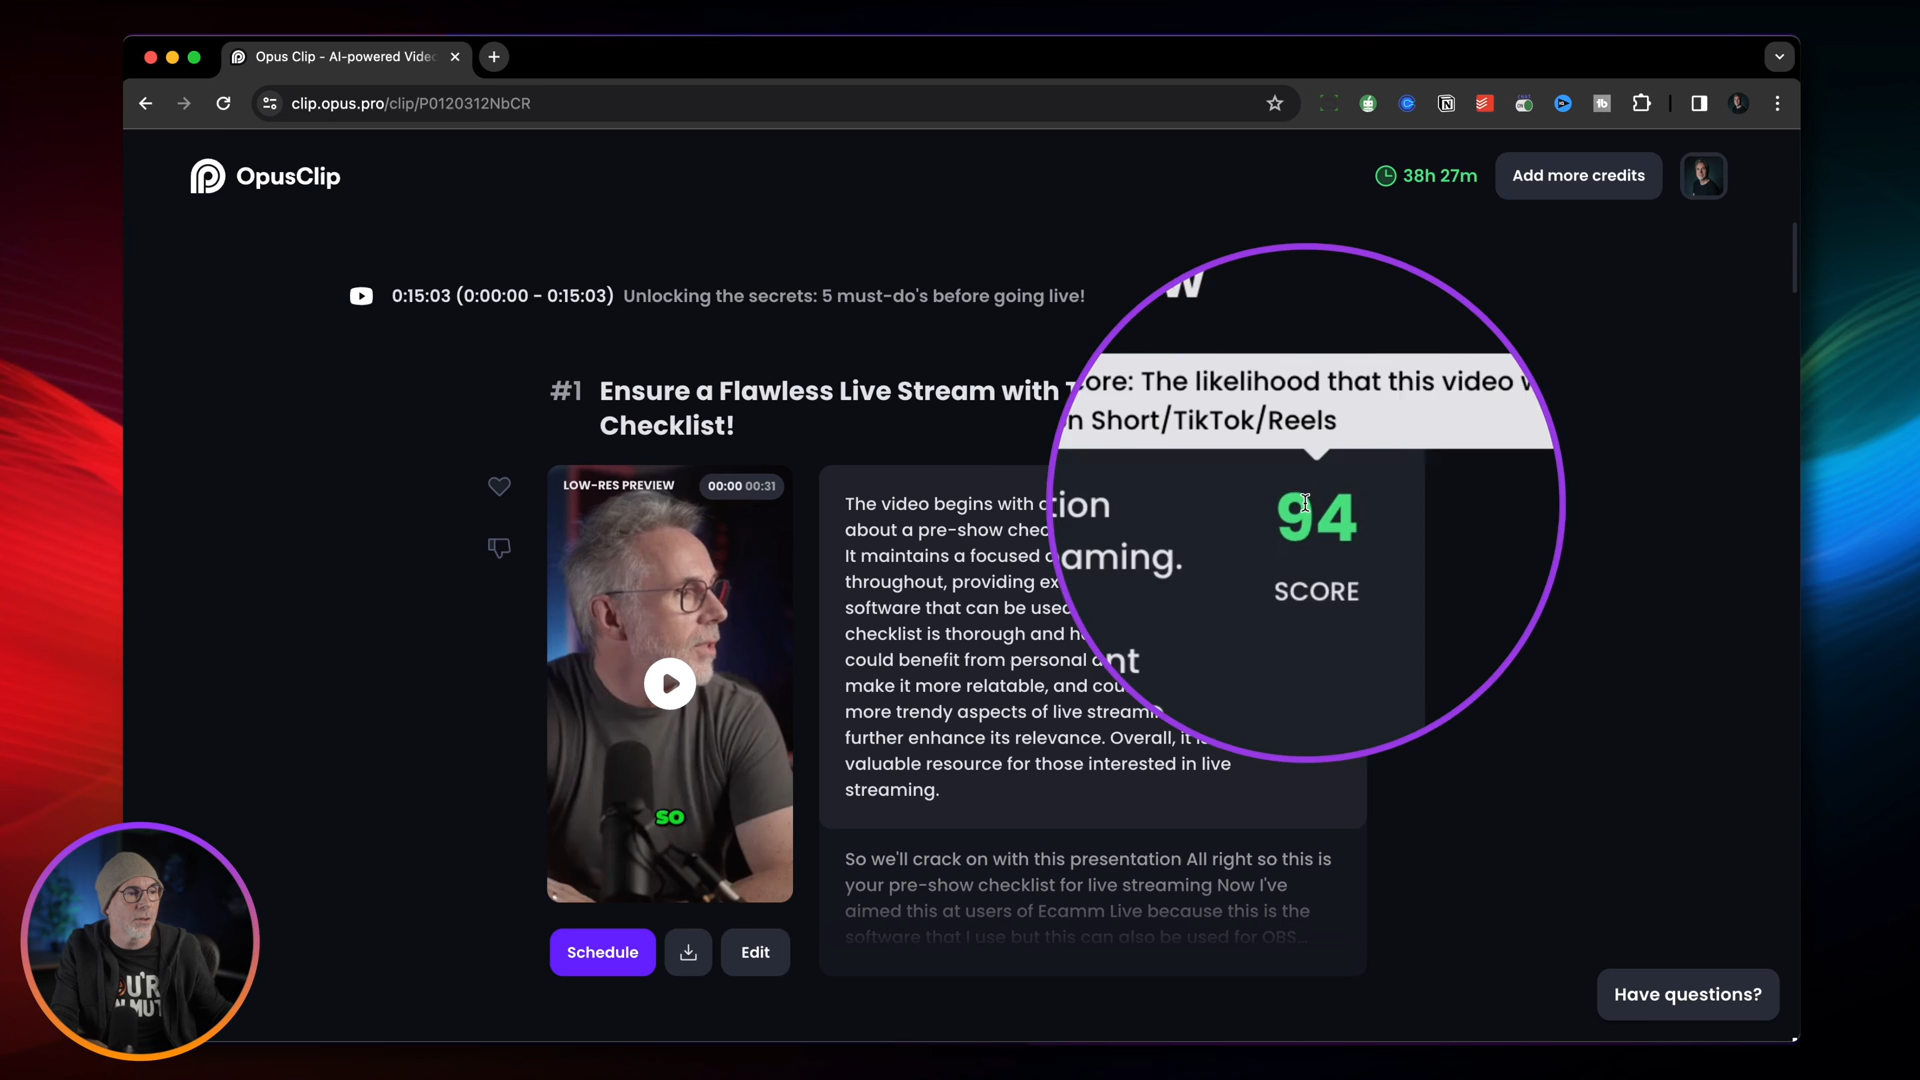 Opus Clip - AI-powered Vide
clip.opus.pro/clip/P0120312NbCR
OpusClip
38h 27m
Add more credits
0:15:03 (0:00:00 - 0:15:03) Unlocking the secrets: 5 must-do's before going live!
#1 Ensure a Flawless Live Stream with
Checklist!
ore: The likelihood that this video
n Short/TikTok/Reels
94
SCORE
tion
aming.
nt
LOW-RES PREVIEW
00:00 00:31
so
The video begins with
about a pre-show chec
It maintains a focused
throughout, providing ex
software that can be used
checklist is thorough and
could benefit from personal
make it more relatable, and cou
more trendy aspects of live stream
further enhance its relevance. Overall, it
valuable resource for those interested in live
streaming.
So we'll crack on with this presentation All right so this is
your pre-show checklist for live streaming Now I've
aimed this at users of Ecamm Live because this is the
software that I use but this can also be used for OBS...
Schedule
Edit
Have questions?